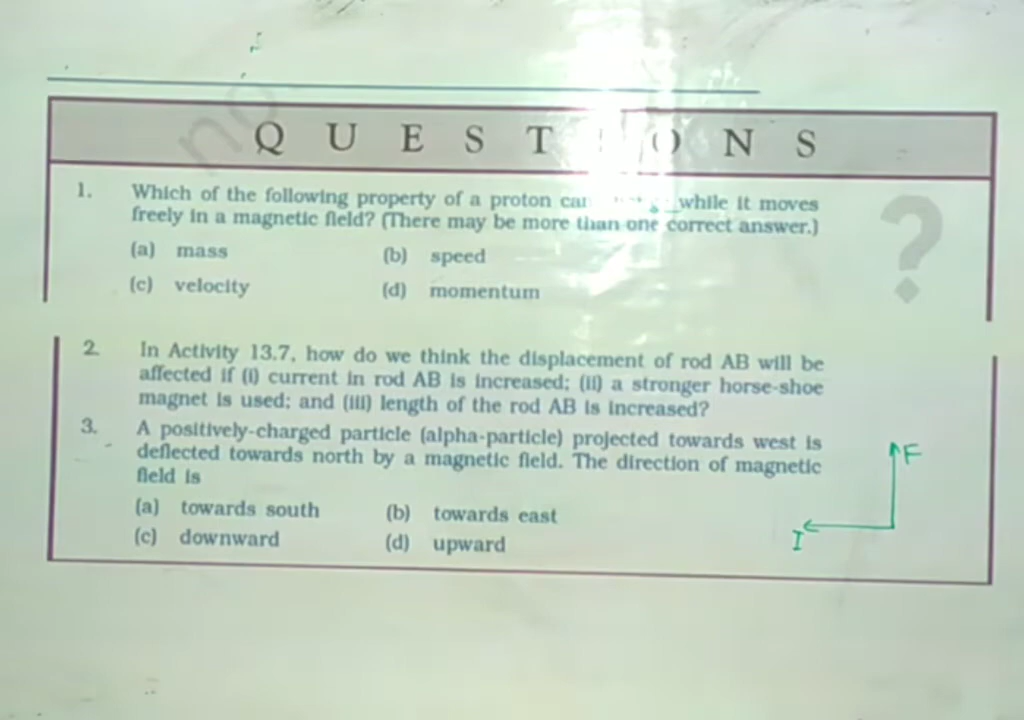 QUESTIONS
1. Which of the following property of a proton can while it moves
freely in a magnetic field? (There may be more than one correct answer.)
(a) mass (b) speed
(c) velocity (d) momentum
2. In Activity 13.7, how do we think the displacement of rod AB will be
affected if (i) current in rod AB is increased; (ii) a stronger horse-shoe
magnet is used; and (iii) length of the rod AB is increased?
3. A positively-charged particle (alpha-particle) projected towards west is
deflected towards north by a magnetic field. The direction of magnetic
field is
(a) towards south (b) towards east
(c) downward (d) upward
?
F
I
no